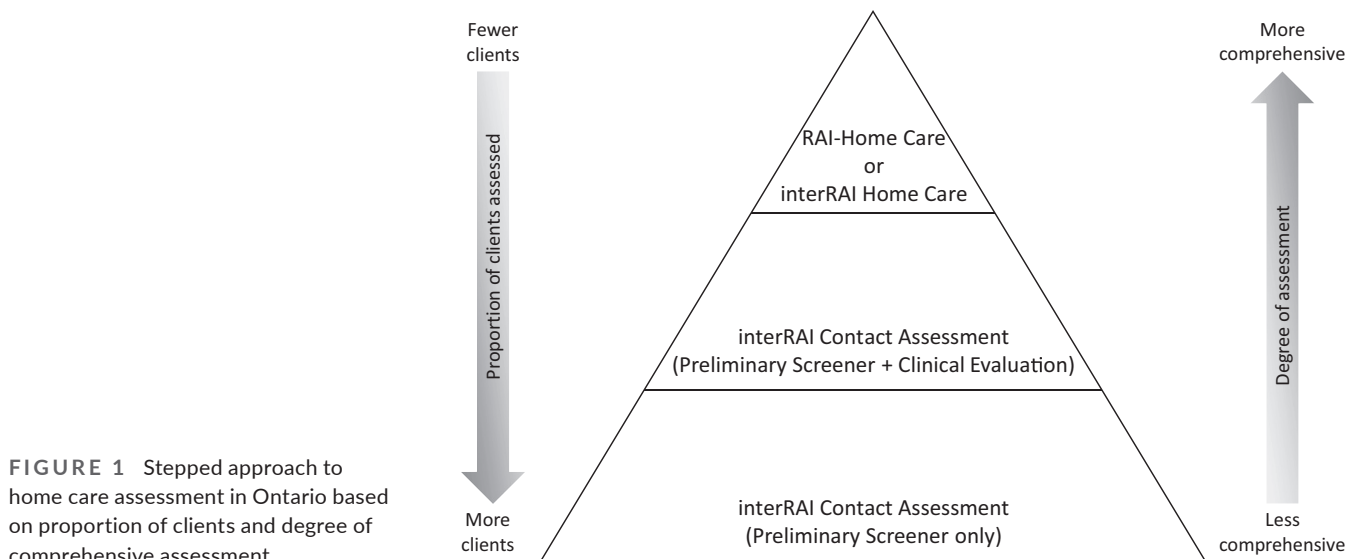 Fewer
clients
Proportion of clients assessed
More
clients
RAI-Home Care
or
interRAI Home Care
interRAI Contact Assessment
(Preliminary Screener + Clinical Evaluation)
interRAI Contact Assessment
(Preliminary Screener only)
More
comprehensive
Degree of assessment
Less
comprehensive
FIGURE 1 Stepped approach to
home care assessment in Ontario based
on proportion of clients and degree of
comprehensive assessment